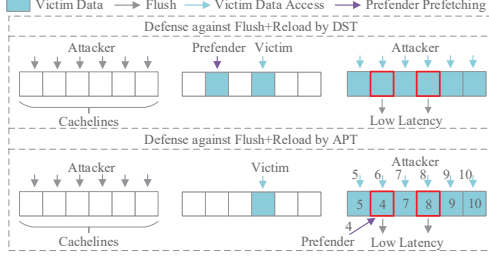 Victim Data Flush Victim Data Access Prefender Prefetching
Defense against Flush+Reload by DST
Attacker Prefender Victim Attacker
Cachelines Low Latency
Defense against Flush+Reload by APT
Attacker Victim Attacker
5 6 7 8 9 10
5 4 7 8 9 10
4
Cachelines Prefender Low Latency